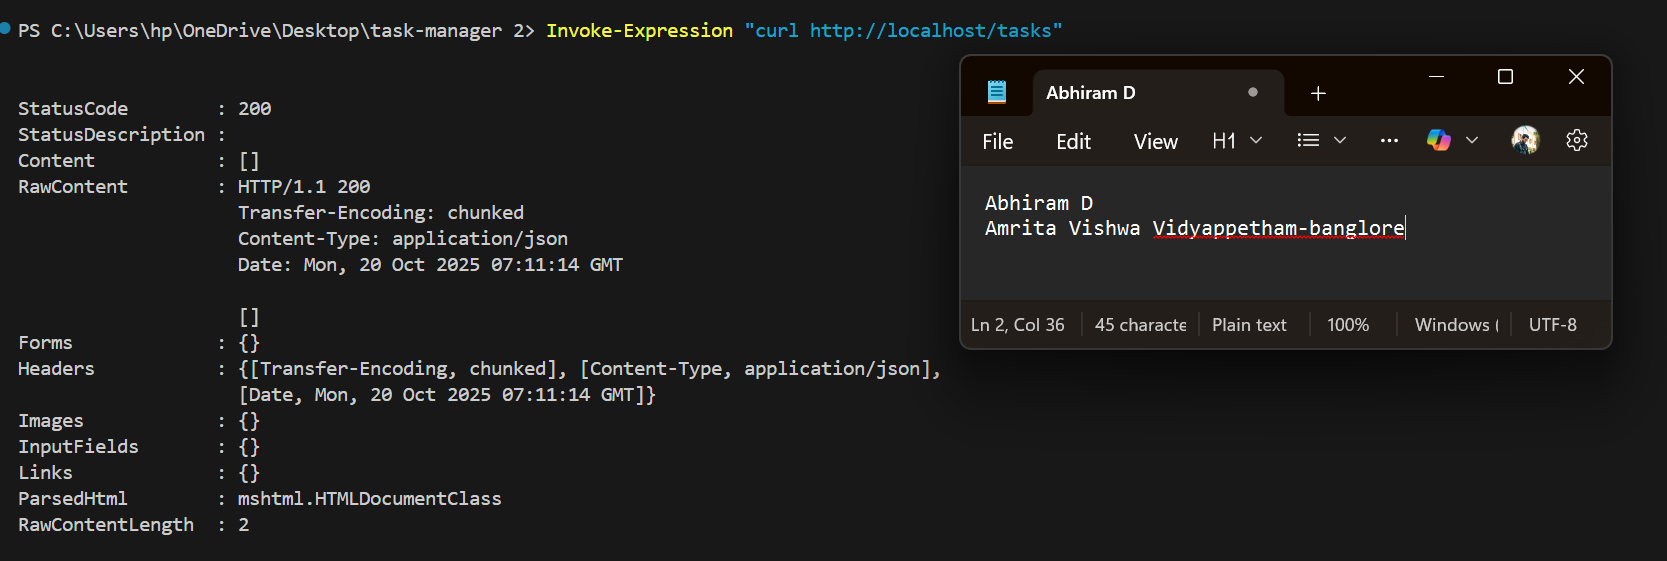 PS C:\Users\hp\OneDrive\Desktop\task-manager 2> Invoke-Expression "curl http://localhost/tasks"
StatusCode : 200
StatusDescription :
Content : []
RawContent : HTTP/1.1 200
Transfer-Encoding: chunked
Content-Type: application/json
Date: Mon, 20 Oct 2025 07:11:14 GMT
[]
Forms : {}
Headers : {[Transfer-Encoding, chunked], [Content-Type, application/json],
[Date, Mon, 20 Oct 2025 07:11:14 GMT]}
Images : {}
InputFields : {}
Links : {}
ParsedHtml : mshtml.HTMLDocumentClass
RawContentLength : 2
Abhiram D
File Edit View H1
Abhiram D
Amrita Vishwa Vidyappetham-banglore
Ln 2, Col 36 45 characte Plain text 100% Windows ( UTF-8